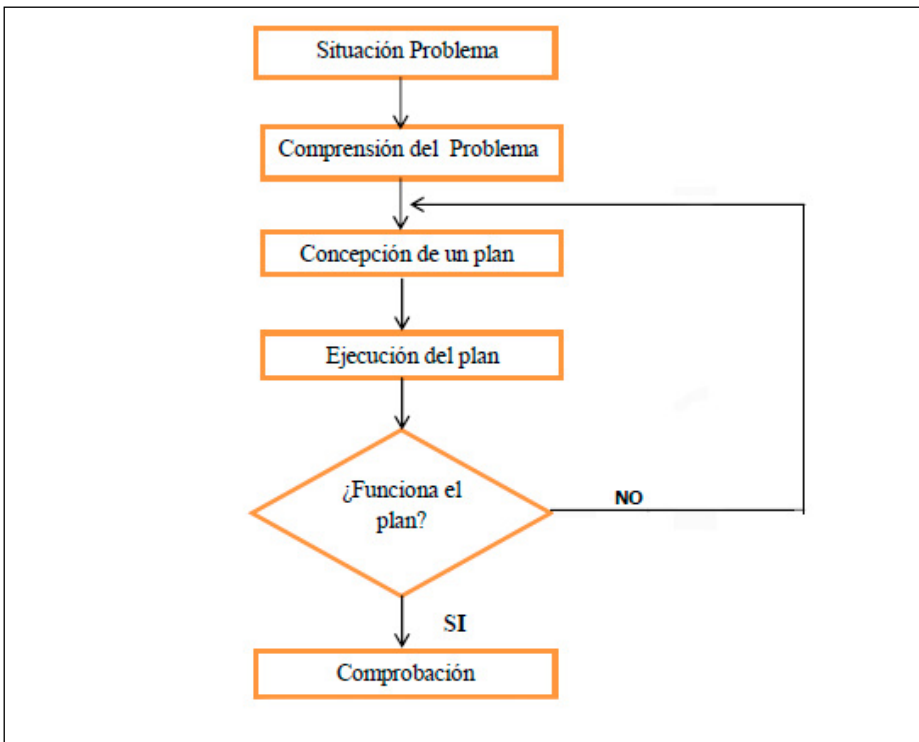 Situación Problema
Comprensión del Problema
Concepción de un plan
Ejecución del plan
¿Funciona el
plan?
NO
SI
Comprobación